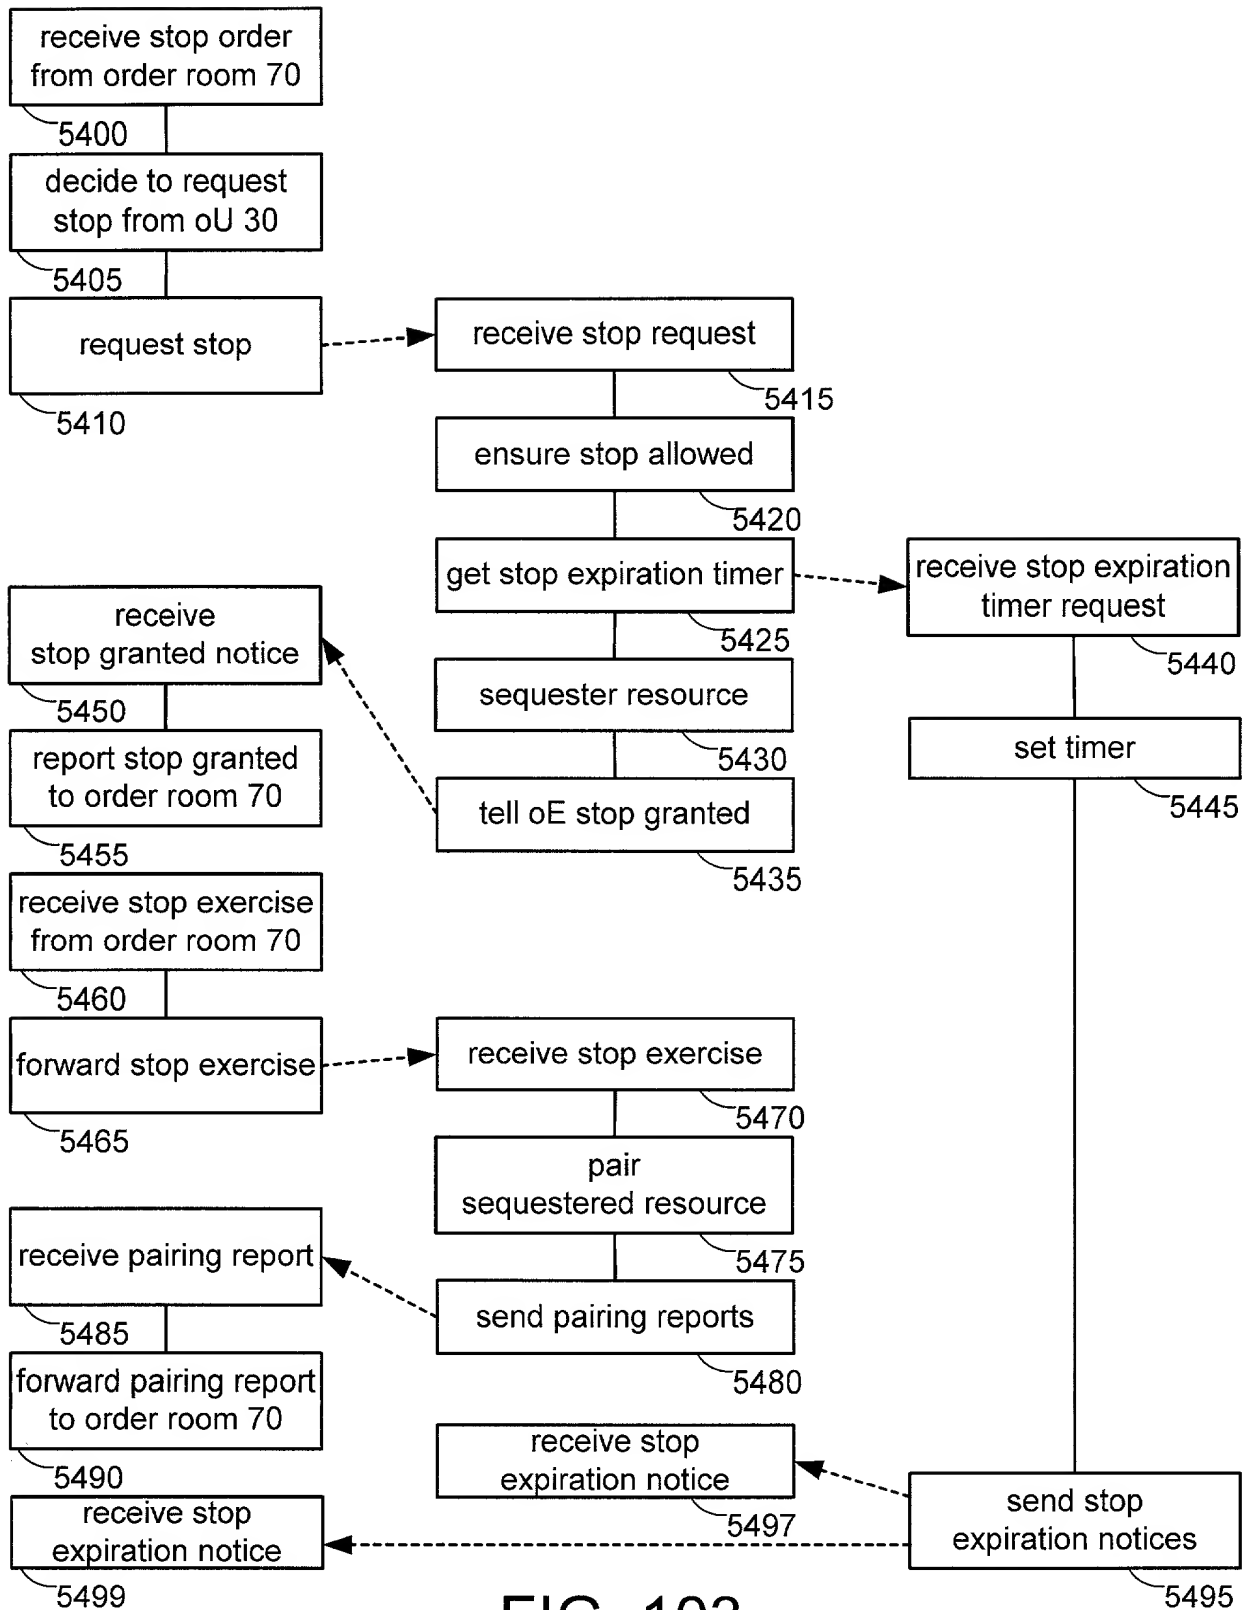 receive stop order
from order room 70
5400
decide to request
stop from oU 30
5405
request stop
5410
receive stop request
5415
ensure stop allowed
5420
get stop expiration timer
5425
receive stop expiration
timer request
5440
sequester resource
5430
set timer
5445
tell oE stop granted
5435
receive
stop granted notice
5450
report stop granted
to order room 70
5455
receive stop exercise
from order room 70
5460
forward stop exercise
5465
receive stop exercise
5470
pair
sequestered resource
5475
send pairing reports
5480
receive pairing report
5485
forward pairing report
to order room 70
5490
send stop
expiration notices
5495
receive stop
expiration notice
5497
receive stop
expiration notice
5499
FIG. 103